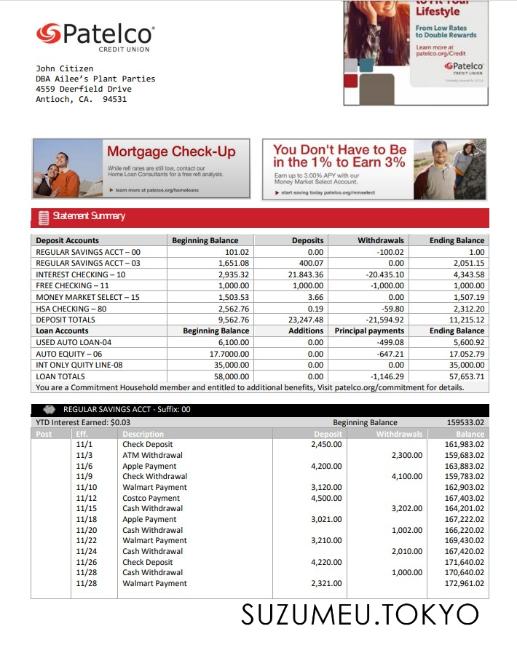 to Fit Your
Lifestyle
From Low Rates
to Double Rewards
Learn more at
patelco.org/Credit
Patelco
CREDIT UNION
Patelco
CREDIT UNION
John Citizen
DBA Ailee's Plant Parties
4559 Deerfield Drive
Antioch, CA. 94531
Mortgage Check-Up
While refi rates are still low, contact our
Home Loan Consultants for a free refi analysis.
learn more at patelco.org/homeloans
You Don't Have to Be
in the 1% to Earn 3%
Earn up to 3.00% APY with our
Money Market Select Account.
start saving today patelco.org/mmselect
Statement Summary
Deposit Accounts Beginning Balance Deposits Withdrawals Ending Balance
REGULAR SAVINGS ACCT – 00 101.02 0.00 -100.02 1.00
REGULAR SAVINGS ACCT – 03 1,651.08 400.07 0.00 2,051.15
INTEREST CHECKING – 10 2,935.32 21.843.36 -20.435.10 4,343.58
FREE CHECKING – 11 1,000.00 1,000.00 -1,000.00 1,000.00
MONEY MARKET SELECT – 15 1,503.53 3.66 0.00 1,507.19
HSA CHECKING – 80 2,562.76 0.19 -59.80 2,312.20
DEPOSIT TOTALS 9,562.76 23,247.48 -21,594.92 11,215.12
Loan Accounts Beginning Balance Additions Principal payments Ending Balance
USED AUTO LOAN-04 6,100.00 0.00 -499.08 5,600.92
AUTO EQUITY – 06 17.7000.00 0.00 -647.21 17.052.79
INT ONLY QUITY LINE-08 35,000.00 0.00 0.00 35,000.00
LOAN TOTALS 58,000.00 0.00 -1,146.29 57,653.71
You are a Commitment Household member and entitled to additional benefits, Visit patelco.org/commitment for details.
REGULAR SAVINGS ACCT - Suffix: 00
YTD Interest Earned: $0.03 Beginning Balance 159533.02
Post Eff. Description Deposit Withdrawals Balance
11/1 Check Deposit 2,450.00 161,983.02
11/3 ATM Withdrawal 2,300.00 159,683.02
11/6 Apple Payment 4,200.00 163,883.02
11/9 Check Withdrawal 4,100.00 159,783.02
11/10 Walmart Payment 3,120.00 162,903.02
11/12 Costco Payment 4,500.00 167,403.02
11/15 Cash Withdrawal 3,202.00 164,201.02
11/18 Apple Payment 3,021.00 167,222.02
11/20 Cash Withdrawal 1,002.00 166,220.02
11/22 Walmart Payment 3,210.00 169,430.02
11/24 Cash Withdrawal 2,010.00 167,420.02
11/26 Check Deposit 4,220.00 171,640.02
11/28 Cash Withdrawal 1,000.00 170,640.02
11/28 Walmart Payment 2,321.00 172,961.02
SUZUMEU.TOKYO